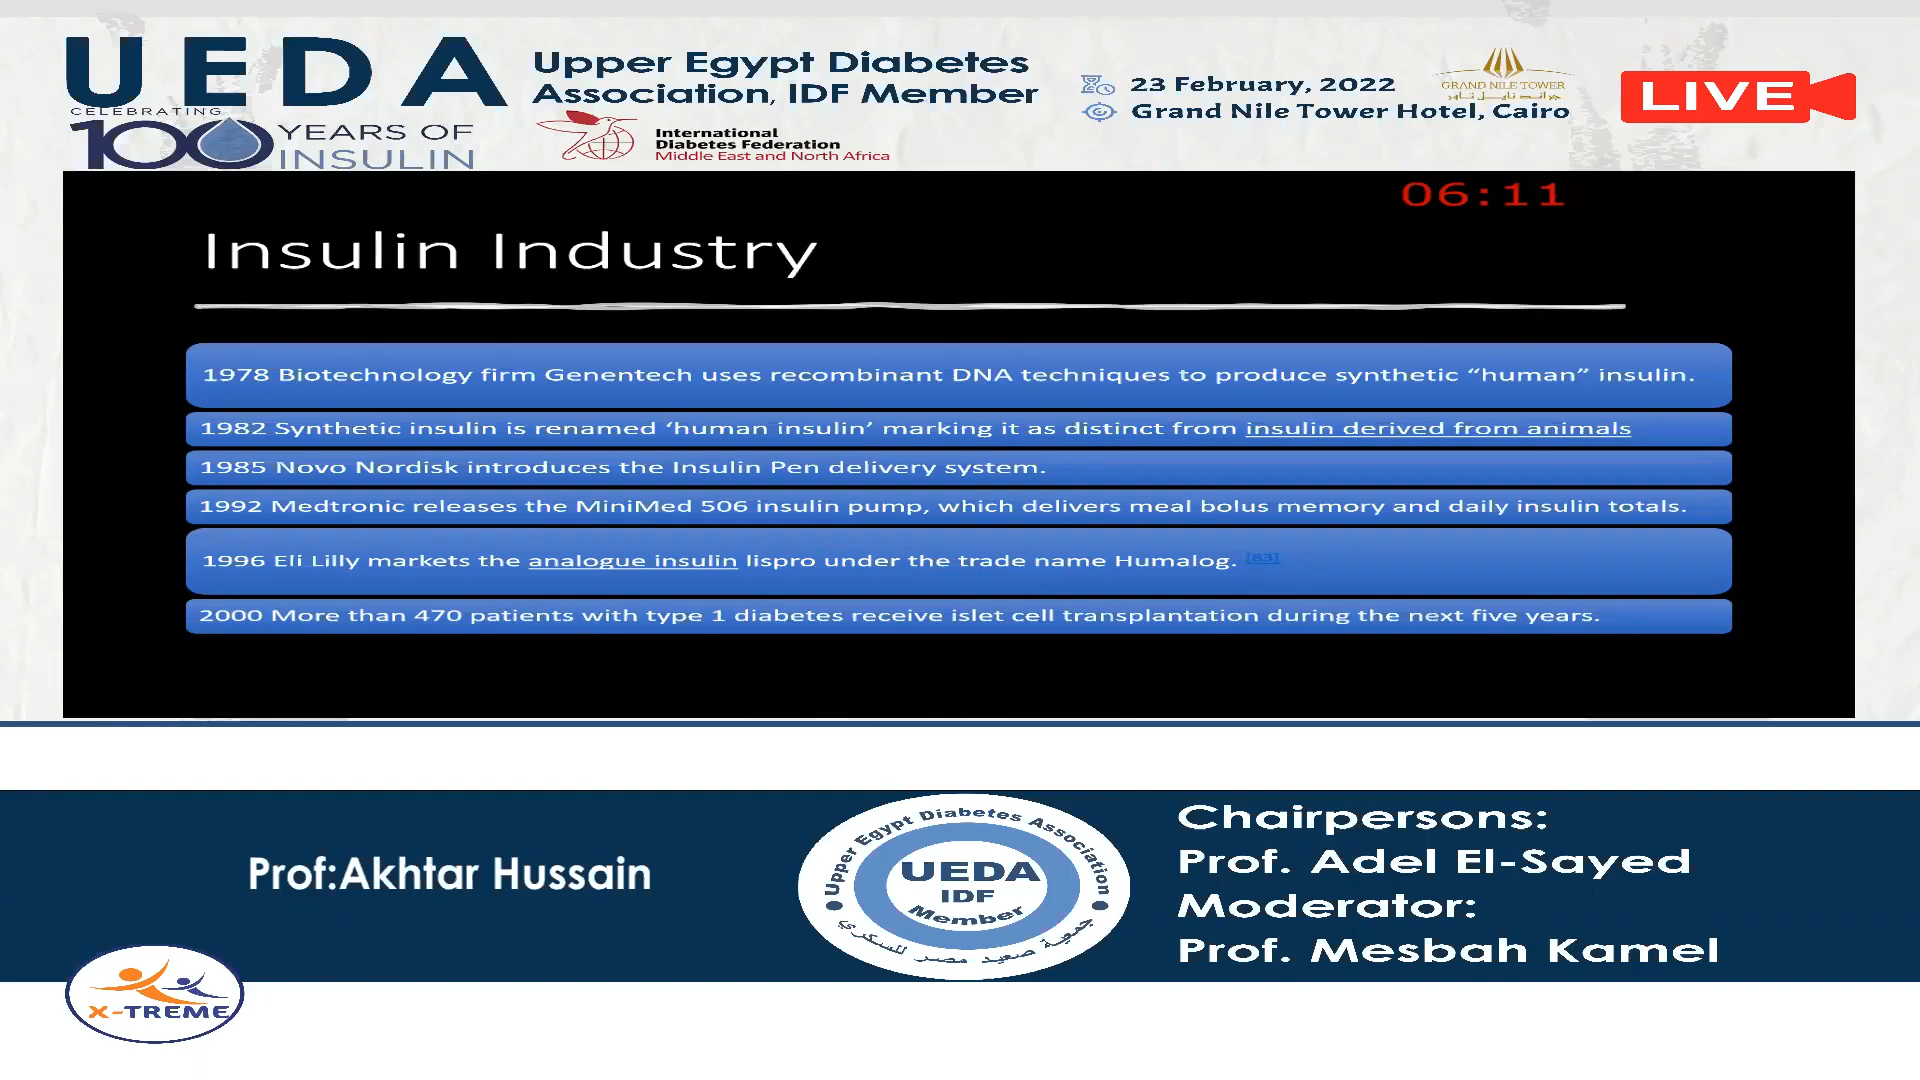 UEDA
CELEBRATING
100 YEARS OF
INSULIN
Upper Egypt Diabetes
Association, IDF Member
International
Diabetes Federation
Middle East and North Africa
23 February, 2022
Grand Nile Tower Hotel, Cairo
GRAND NILE TOWER
جراند نايل تاور
LIVE
06:11
Insulin Industry
1978 Biotechnology firm Genentech uses recombinant DNA techniques to produce synthetic “human” insulin.
1982 Synthetic insulin is renamed ‘human insulin’ marking it as distinct from insulin derived from animals
1985 Novo Nordisk introduces the Insulin Pen delivery system.
1992 Medtronic releases the MiniMed 506 insulin pump, which delivers meal bolus memory and daily insulin totals.
1996 Eli Lilly markets the analogue insulin lispro under the trade name Humalog. [83]
2000 More than 470 patients with type 1 diabetes receive islet cell transplantation during the next five years.
Prof:Akhtar Hussain
Upper Egypt Diabetes Association
UEDA
IDF
Member
جمعية صعيد مصر للسكري
Chairpersons:
Prof. Adel El-Sayed
Moderator:
Prof. Mesbah Kamel
X-TREME